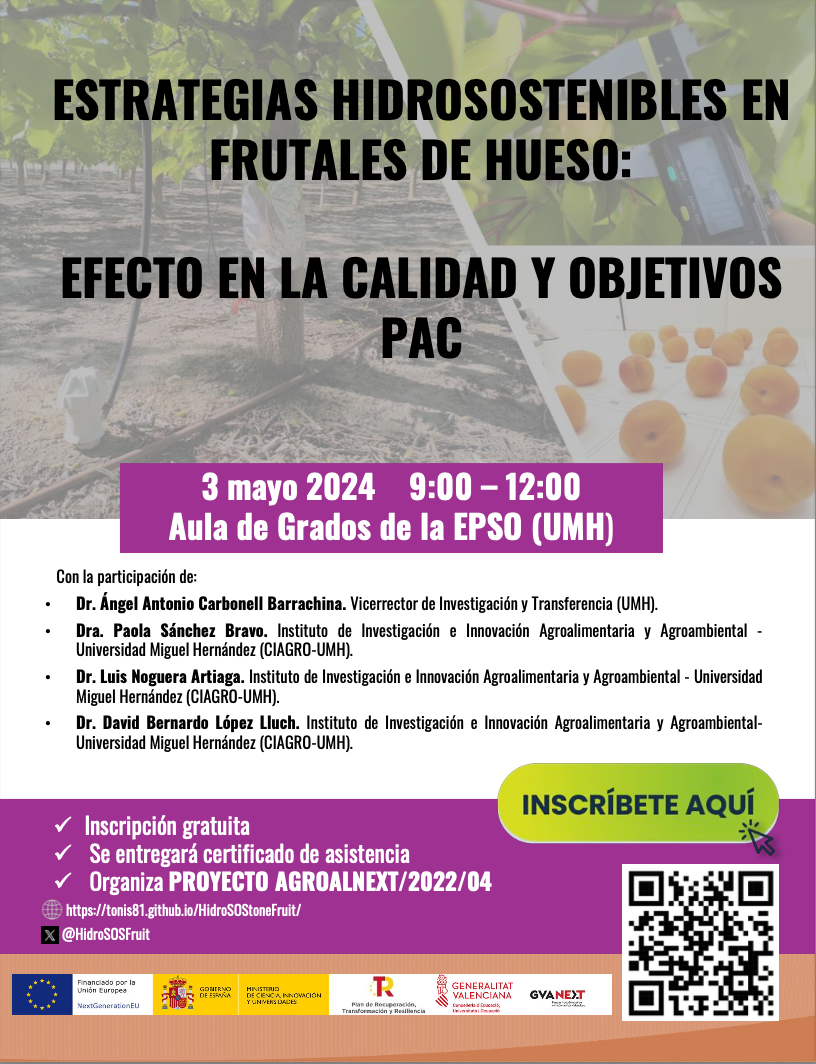 ESTRATEGIAS HIDROSOSTENIBLES EN
FRUTALES DE HUESO:
EFECTO EN LA CALIDAD Y OBJETIVOS
PAC
3 mayo 2024 9:00 – 12:00
Aula de Grados de la EPSO (UMH)
Con la participación de:
• Dr. Ángel Antonio Carbonell Barrachina. Vicerrector de Investigación y Transferencia (UMH).
• Dra. Paola Sánchez Bravo. Instituto de Investigación e Innovación Agroalimentaria y Agroambiental -
Universidad Miguel Hernández (CIAGRO-UMH).
• Dr. Luis Noguera Artiaga. Instituto de Investigación e Innovación Agroalimentaria y Agroambiental - Universidad
Miguel Hernández (CIAGRO-UMH).
• Dr. David Bernardo López Lluch. Instituto de Investigación e Innovación Agroalimentaria y Agroambiental-
Universidad Miguel Hernández (CIAGRO-UMH).
INSCRÍBETE AQUÍ
✓ Inscripción gratuita
✓ Se entregará certificado de asistencia
✓ Organiza PROYECTO AGROALNEXT/2022/04
https://tonis81.github.io/HidroSOStoneFruit/
X @HidroSOSFruit
Financiado por la
Unión Europea
NextGenerationEU
GOBIERNO
DE ESPAÑA
MINISTERIO
DE CIENCIA, INNOVACIÓN
Y UNIVERSIDADES
Plan de Recuperación,
Transformación y Resiliencia
GENERALITAT
VALENCIANA
Conselleria d'Educació,
Universitats i Ocupació
GVANEXT